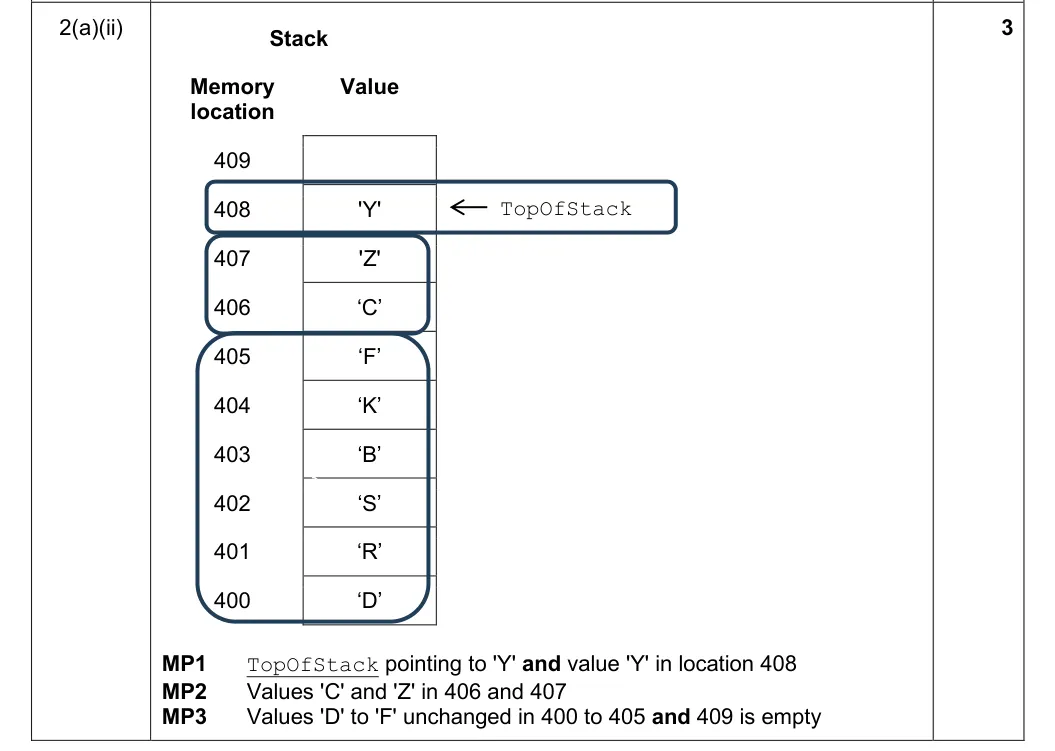 2(a)(ii)
3
Stack
Memory location
Value
409
408 'Y' TopOfStack
407 'Z'
406 ‘C’
405 ‘F’
404 ‘K’
403 ‘B’
402 ‘S’
401 ‘R’
400 ‘D’
MP1 TopOfStack pointing to 'Y' and value 'Y' in location 408
MP2 Values 'C' and 'Z' in 406 and 407
MP3 Values 'D' to 'F' unchanged in 400 to 405 and 409 is empty